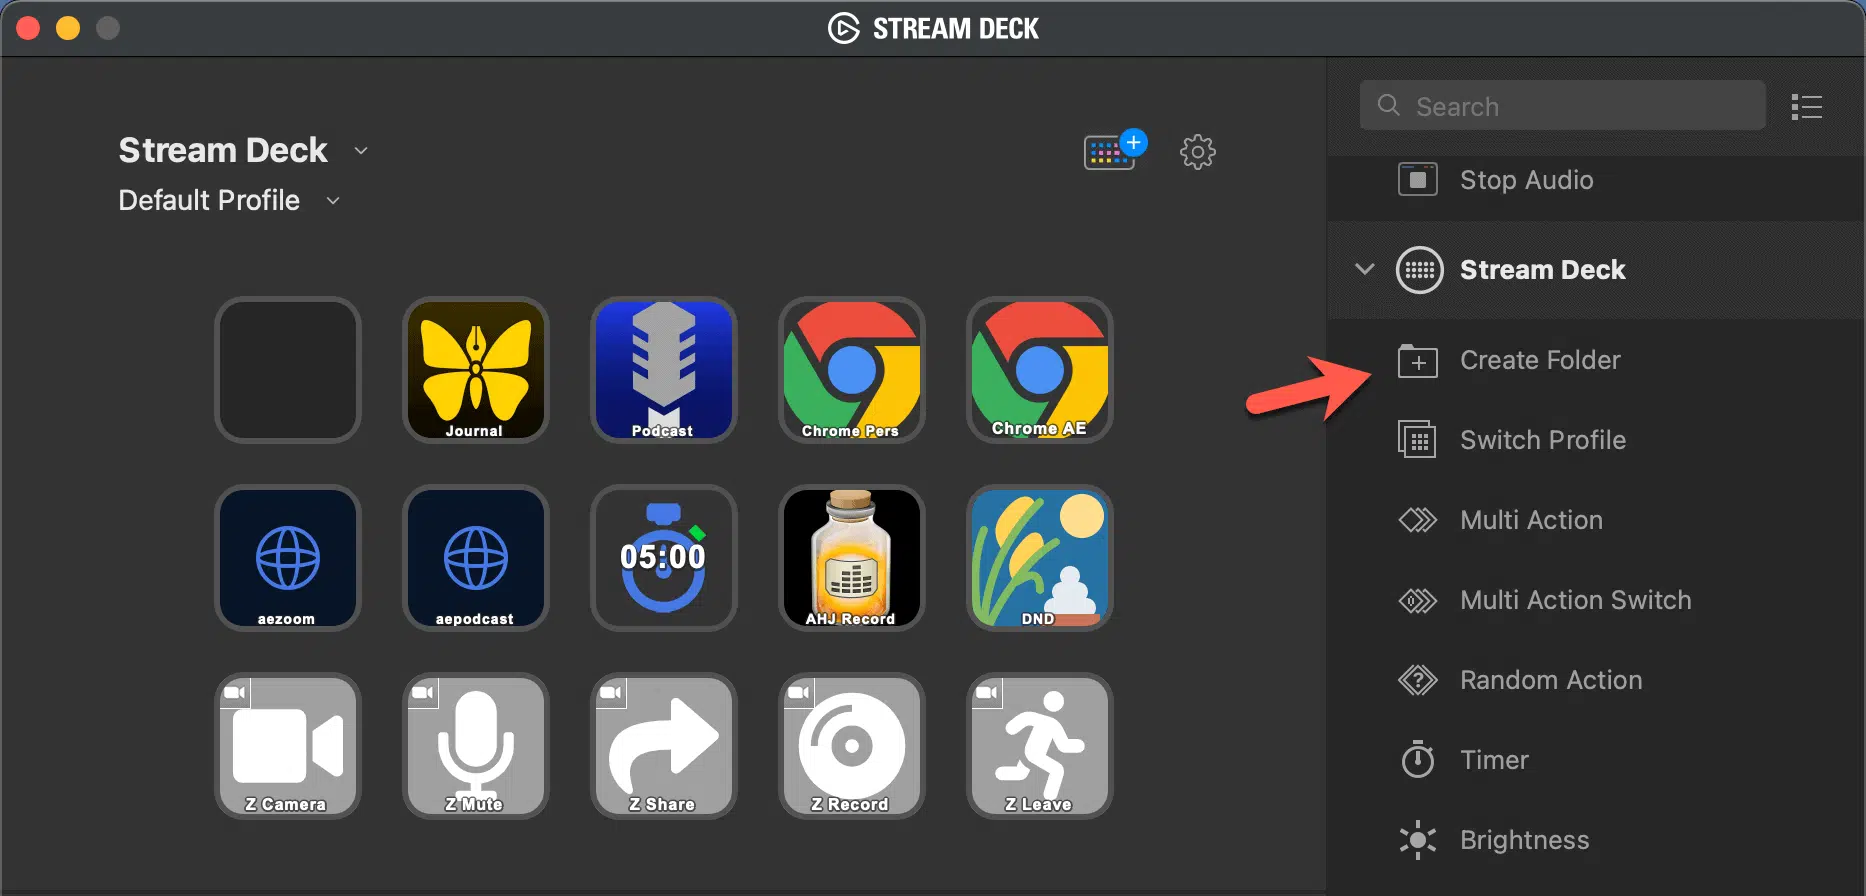 STREAM DECK
Stream Deck
Default Profile
Search
Stop Audio
Stream Deck
Create Folder
Switch Profile
Multi Action
Multi Action Switch
Random Action
Timer
Brightness
Journal
Podcast
Chrome Pers
Chrome AE
aezoom
aepodcast
05:00
AHJ Record
DND
Z Camera
Z Mute
Z Share
Z Record
Z Leave